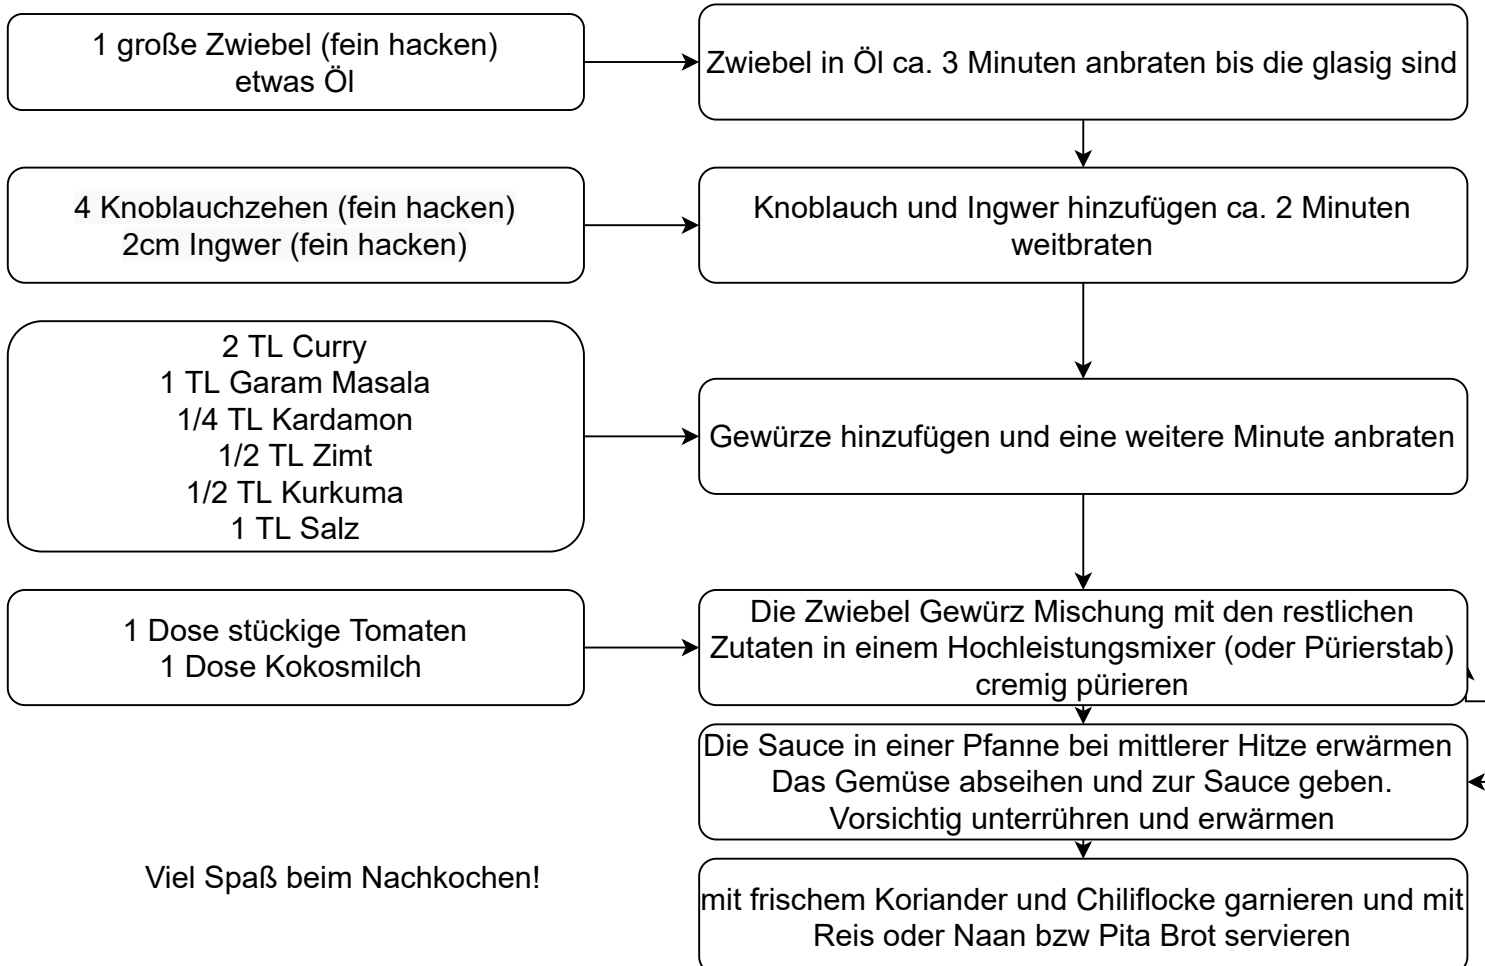 1 große Zwiebel (fein hacken)
etwas Öl
Zwiebel in Öl ca. 3 Minuten anbraten bis die glasig sind
4 Knoblauchzehen (fein hacken)
2cm Ingwer (fein hacken)
Knoblauch und Ingwer hinzufügen ca. 2 Minuten
weitbraten
2 TL Curry
1 TL Garam Masala
1/4 TL Kardamon
1/2 TL Zimt
1/2 TL Kurkuma
1 TL Salz
Gewürze hinzufügen und eine weitere Minute anbraten
1 Dose stückige Tomaten
1 Dose Kokosmilch
Die Zwiebel Gewürz Mischung mit den restlichen
Zutaten in einem Hochleistungsmixer (oder Pürierstab)
cremig pürieren
Die Sauce in einer Pfanne bei mittlerer Hitze erwärmen
Das Gemüse abseihen und zur Sauce geben.
Vorsichtig unterrühren und erwärmen
Viel Spaß beim Nachkochen!
mit frischem Koriander und Chiliflocke garnieren und mit
Reis oder Naan bzw Pita Brot servieren